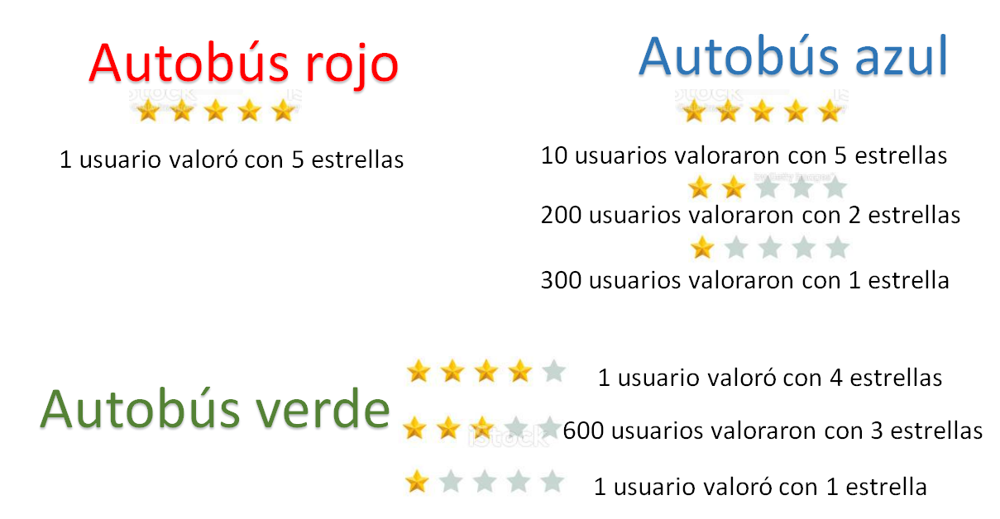 Autobús rojo
1 usuario valoró con 5 estrellas
Autobús azul
10 usuarios valoraron con 5 estrellas
200 usuarios valoraron con 2 estrellas
300 usuarios valoraron con 1 estrella
Autobús verde
1 usuario valoró con 4 estrellas
600 usuarios valoraron con 3 estrellas
iStock
1 usuario valoró con 1 estrella